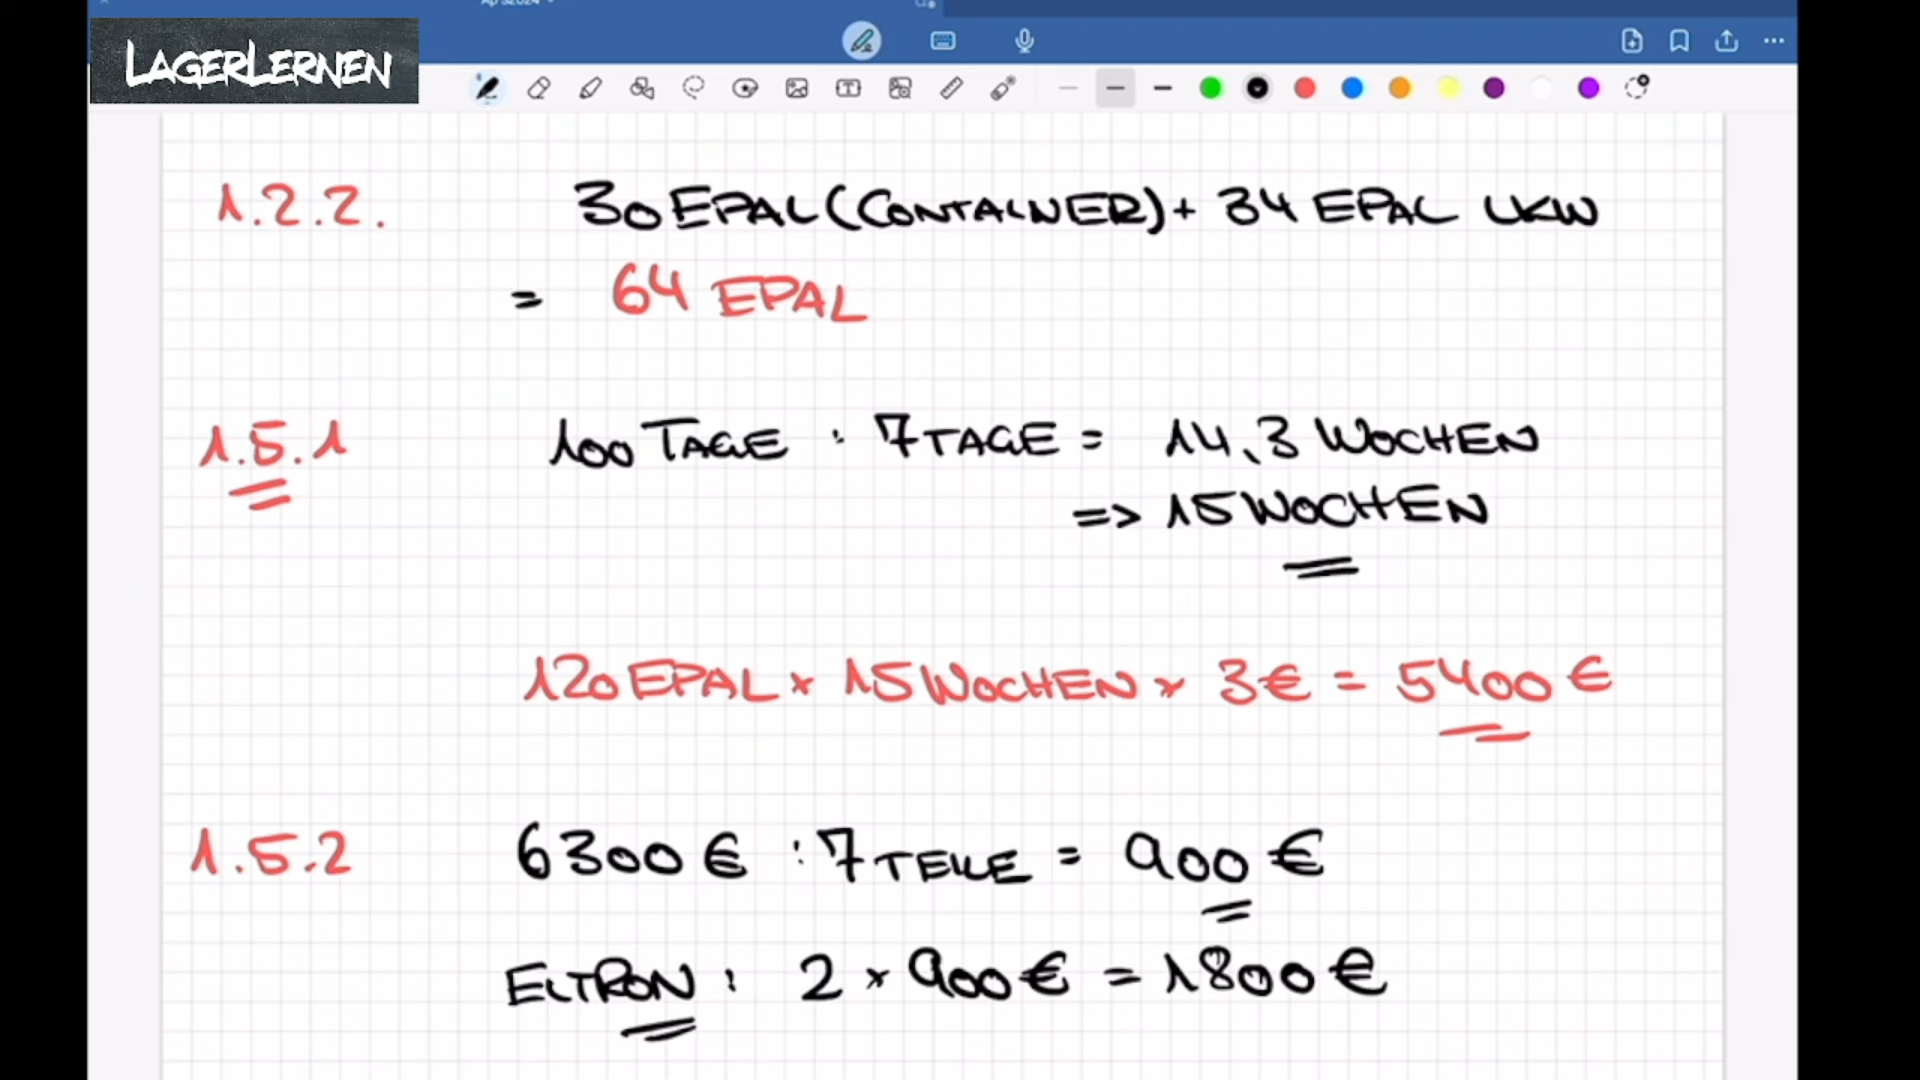 LAGERLERNEN
1.2.2. 30 EPAL (CONTAINER) + 34 EPAL LKW
= 64 EPAL
1.5.1 100 TAGE : 7 TAGE = 14,3 WOCHEN
=> 15 WOCHEN
120 EPAL x 15 WOCHEN x 3 € = 5400 €
1.5.2 6300 € : 7 TEILE = 900 €
ELTRON : 2 x 900 € = 1800 €